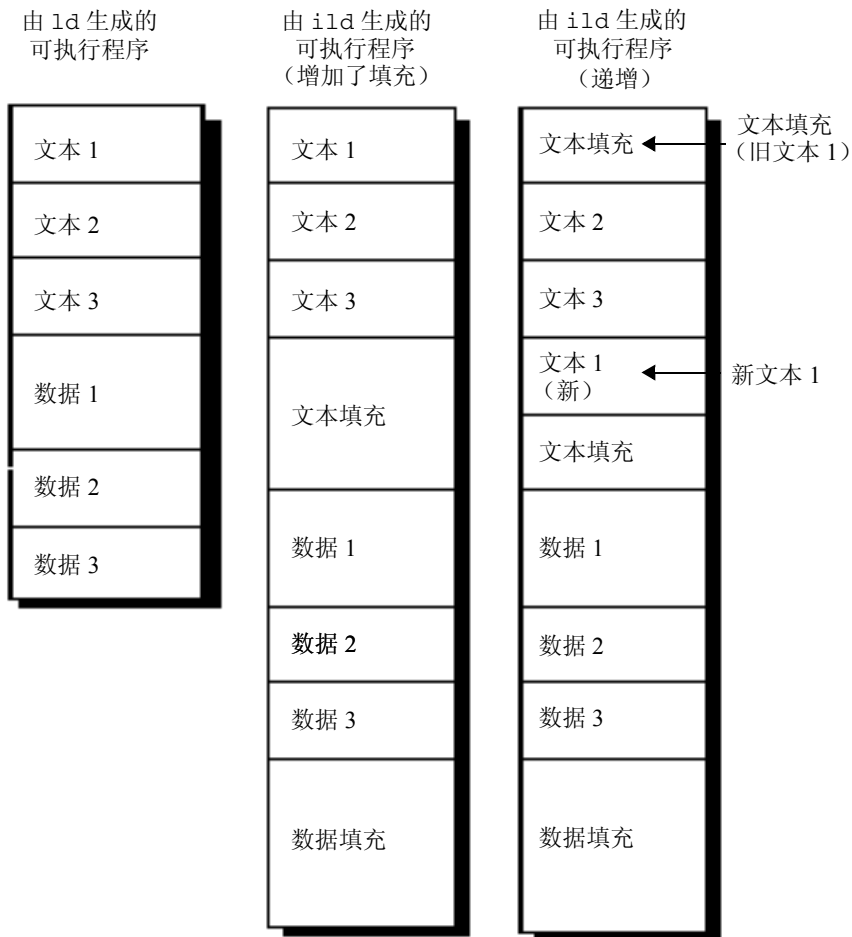 由 ld 生成的
可执行程序
文本 1
文本 2
文本 3
数据 1
数据 2
数据 3
由 ild 生成的
可执行程序
（增加了填充）
文本 1
文本 2
文本 3
文本填充
数据 1
数据 2
数据 3
数据填充
由 ild 生成的
可执行程序
（递增）
文本填充
文本 2
文本 3
文本 1
（新）
文本填充
数据 1
数据 2
数据 3
数据填充
文本填充
（旧文本 1）
新文本 1